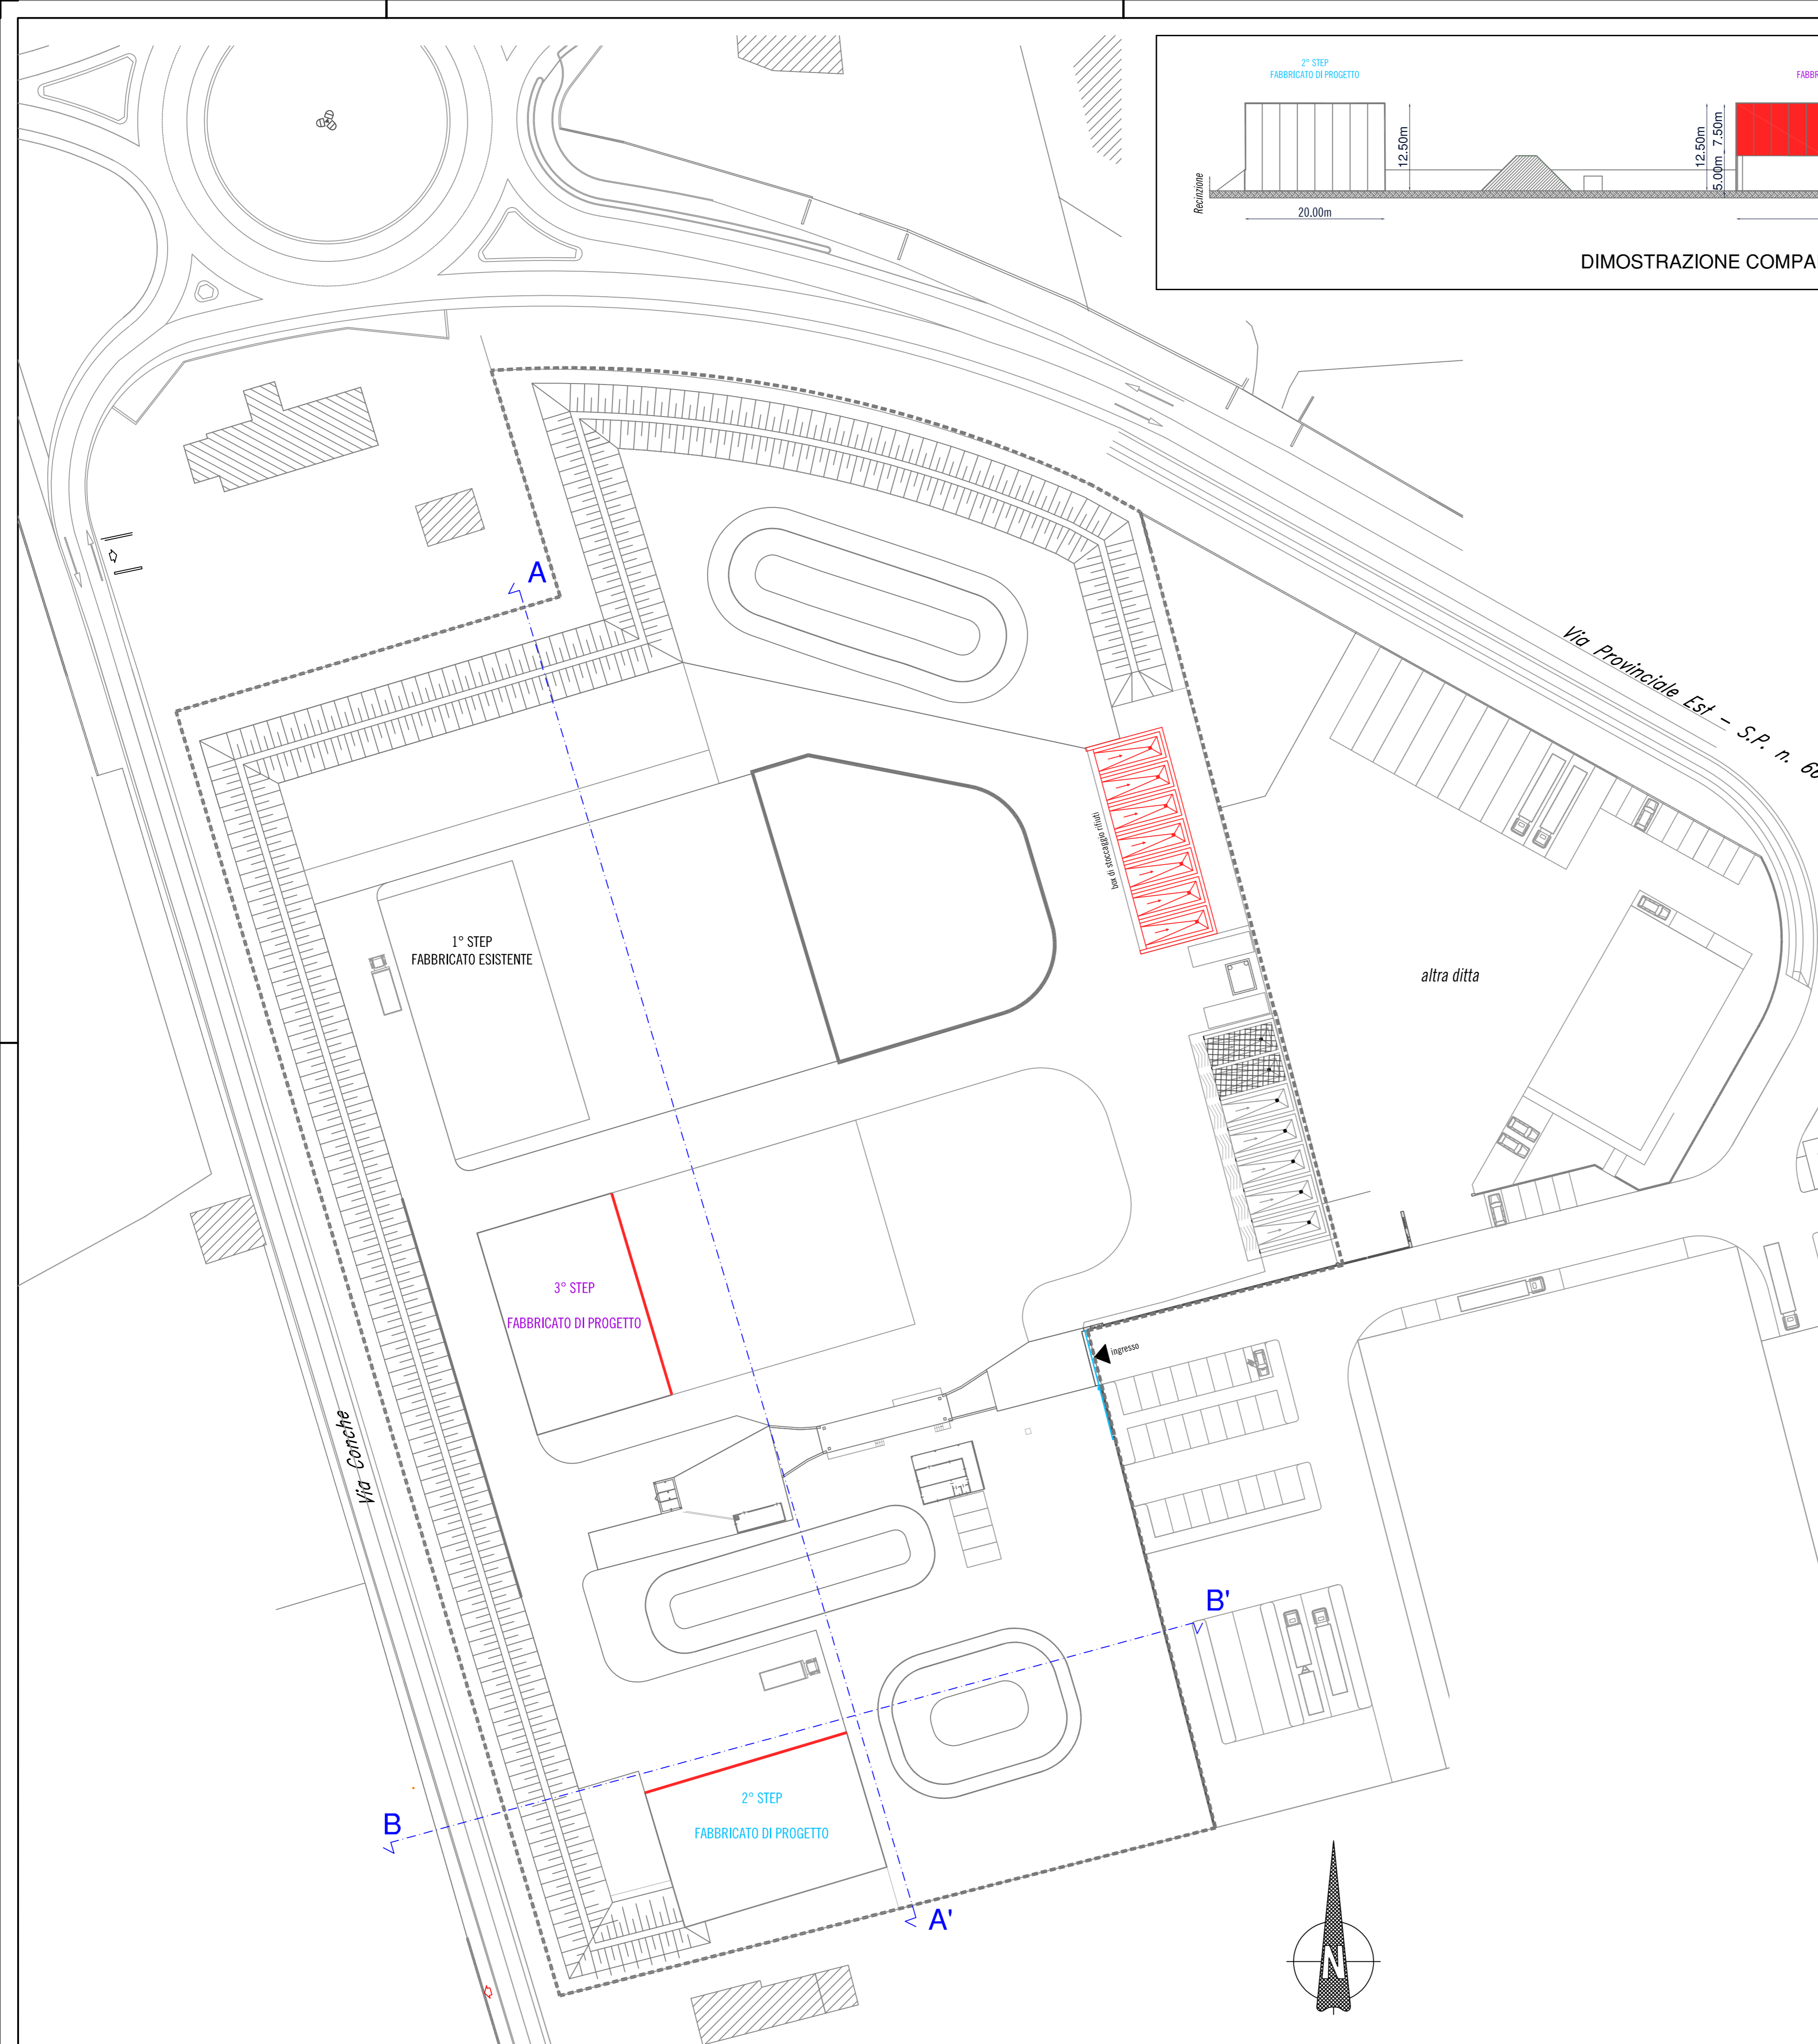 2° STEP
FABBRICATO DI PROGETTO
FABBR
12.50m
12.50m
7.50m
5.00m
Recinzione
20.00m
DIMOSTRAZIONE COMPA
A
Via Provinciale Est - S.P. n.
box di stoccaggio rifiuti
1° STEP
FABBRICATO ESISTENTE
altra ditta
3° STEP
FABBRICATO DI PROGETTO
ingresso
Via Conche
B'
B
2° STEP
FABBRICATO DI PROGETTO
A'
N